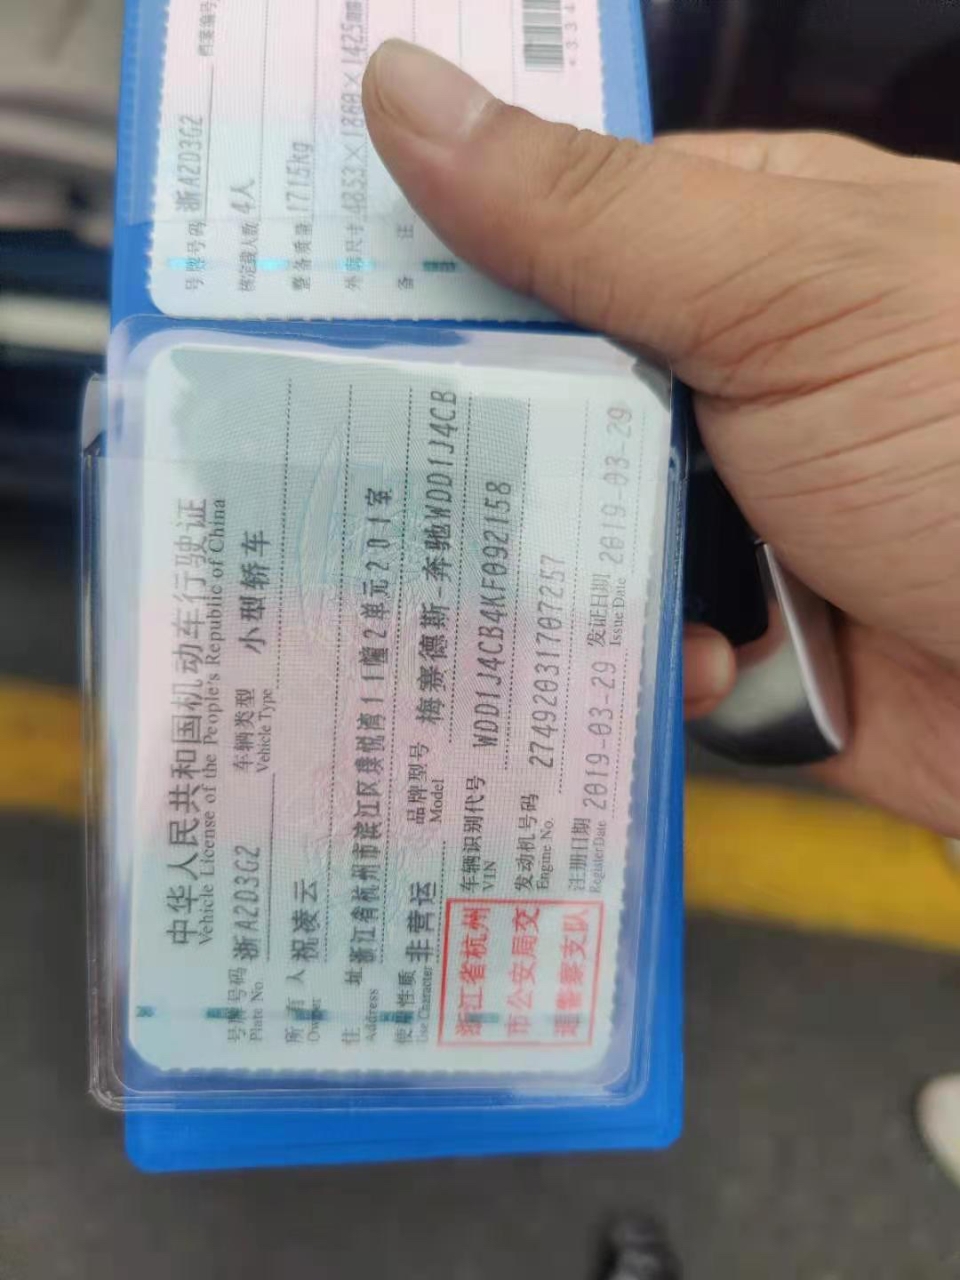 中华人民共和国机动车行驶证
Vehicle License of the People's Republic of China
号牌号码 浙A2D3G2 车辆类型 小型轿车
Plate No. Vehicle Type
所有人 祝凌云
Owner
住址 浙江省杭州市滨江区璞悦湾11幢2单元201室
Address
使用性质 非营运 品牌型号 梅赛德斯-奔驰WDD1J4CB
Use Character Model
浙江省杭州
市公安局交
通警察支队
车辆识别代号 WDD1J4CB4KF092158
VIN
发动机号码 27492031707257
Engine No.
注册日期 2019-03-29 发证日期 2019-03-29
Register Date Issue Date
号牌号码 浙A2D3G2 档案编号
核定载人数 4人
整备质量 1715kg
外廓尺寸 4853×1860×1425
备注